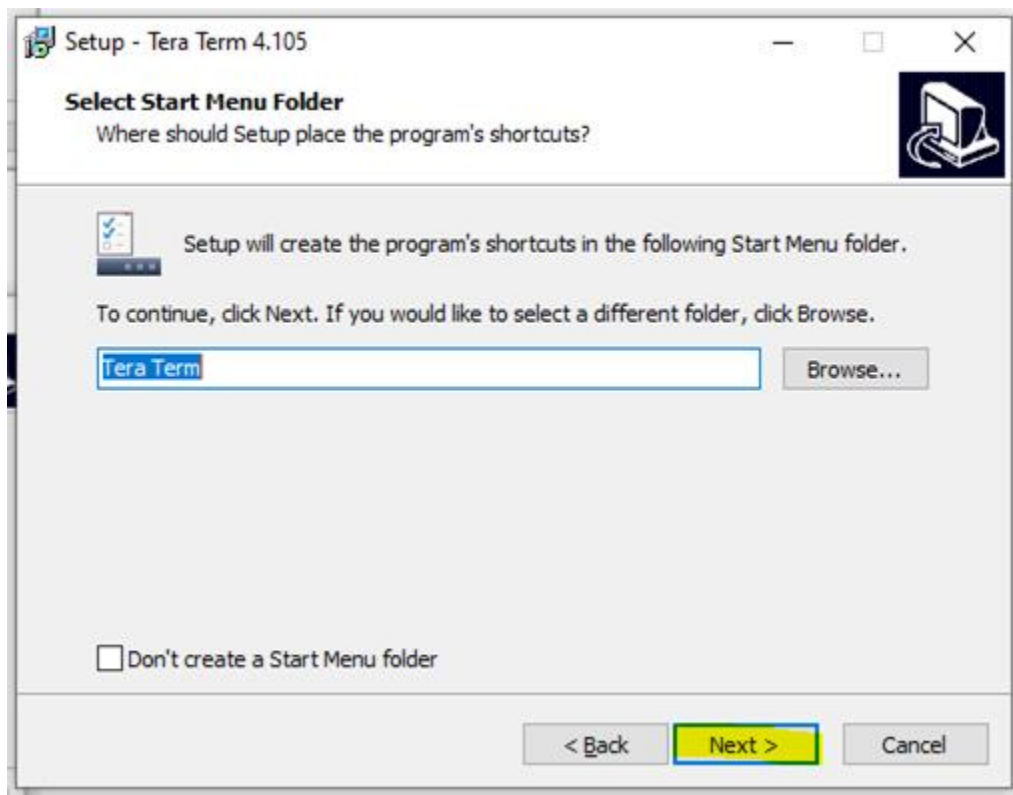 Setup - Tera Term 4.105
Select Start Menu Folder
Where should Setup place the program's shortcuts?
Setup will create the program's shortcuts in the following Start Menu folder.
To continue, click Next. If you would like to select a different folder, click Browse.
Tera Term
Browse...
Don't create a Start Menu folder
< Back
Next >
Cancel